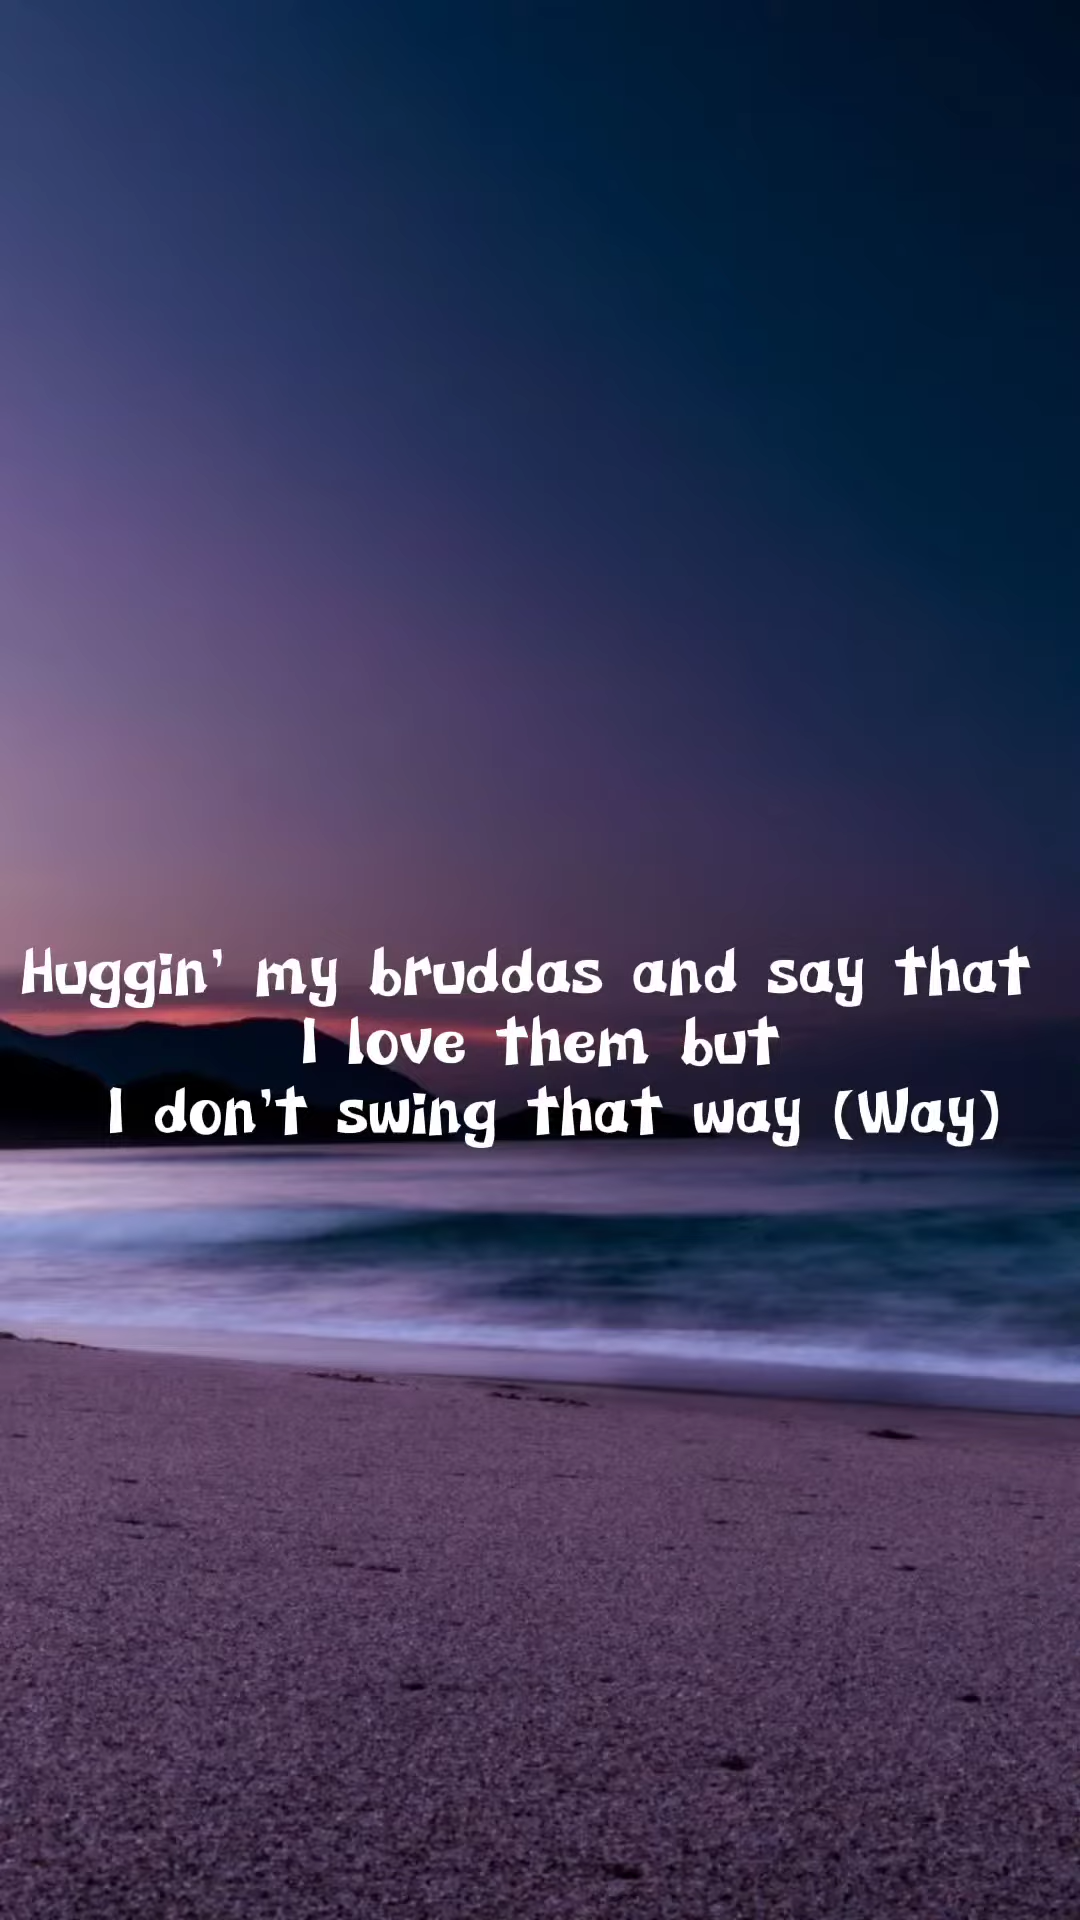 Huggin' my bruddas and say that
I love them but
I don't swing that way (Way)